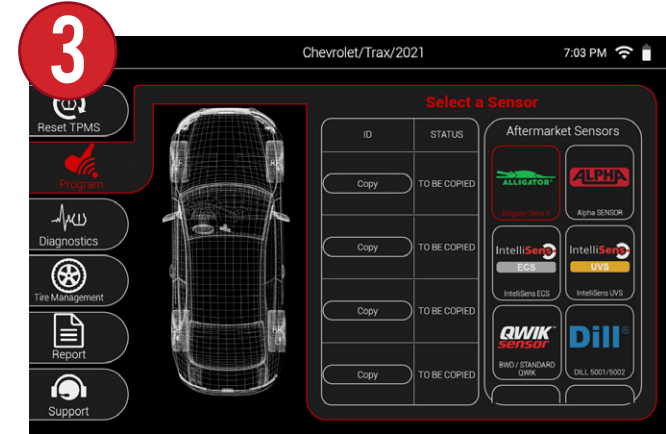 3
Chevrolet/Trax/2021
7:03 PM
Reset TPMS
Program
Diagnostics
Tire Management
Report
Support
Select a Sensor
ID STATUS
Copy TO BE COPIED
Copy TO BE COPIED
Copy TO BE COPIED
Copy TO BE COPIED
Aftermarket Sensors
ALLIGATOR®
ALPHA
Alpha SENSOR
IntelliSens
ECS
IntelliSens ECS
IntelliSens
UVS
IntelliSens UVS
QWIK
sensor
BWD / STANDARD
QWIK
Dill®
DILL 5001/5002